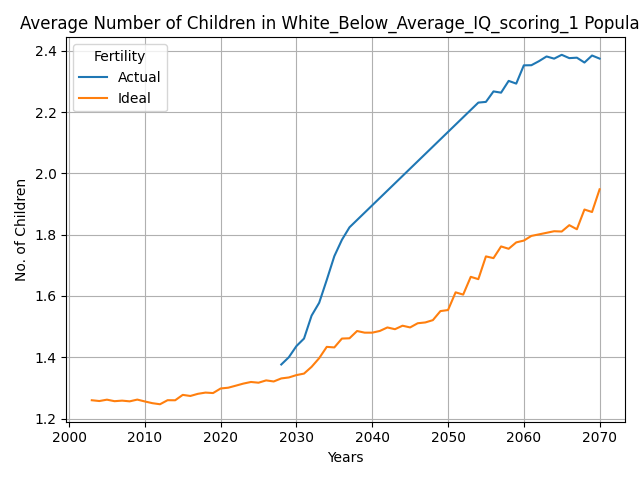 Average Number of Children in White_Below_Average_IQ_scoring_1 Popula
Fertility
Actual
Ideal
2.4
2.2
2.0
1.8
1.6
1.4
1.2
No. of Children
2000 2010 2020 2030 2040 2050 2060 2070
Years